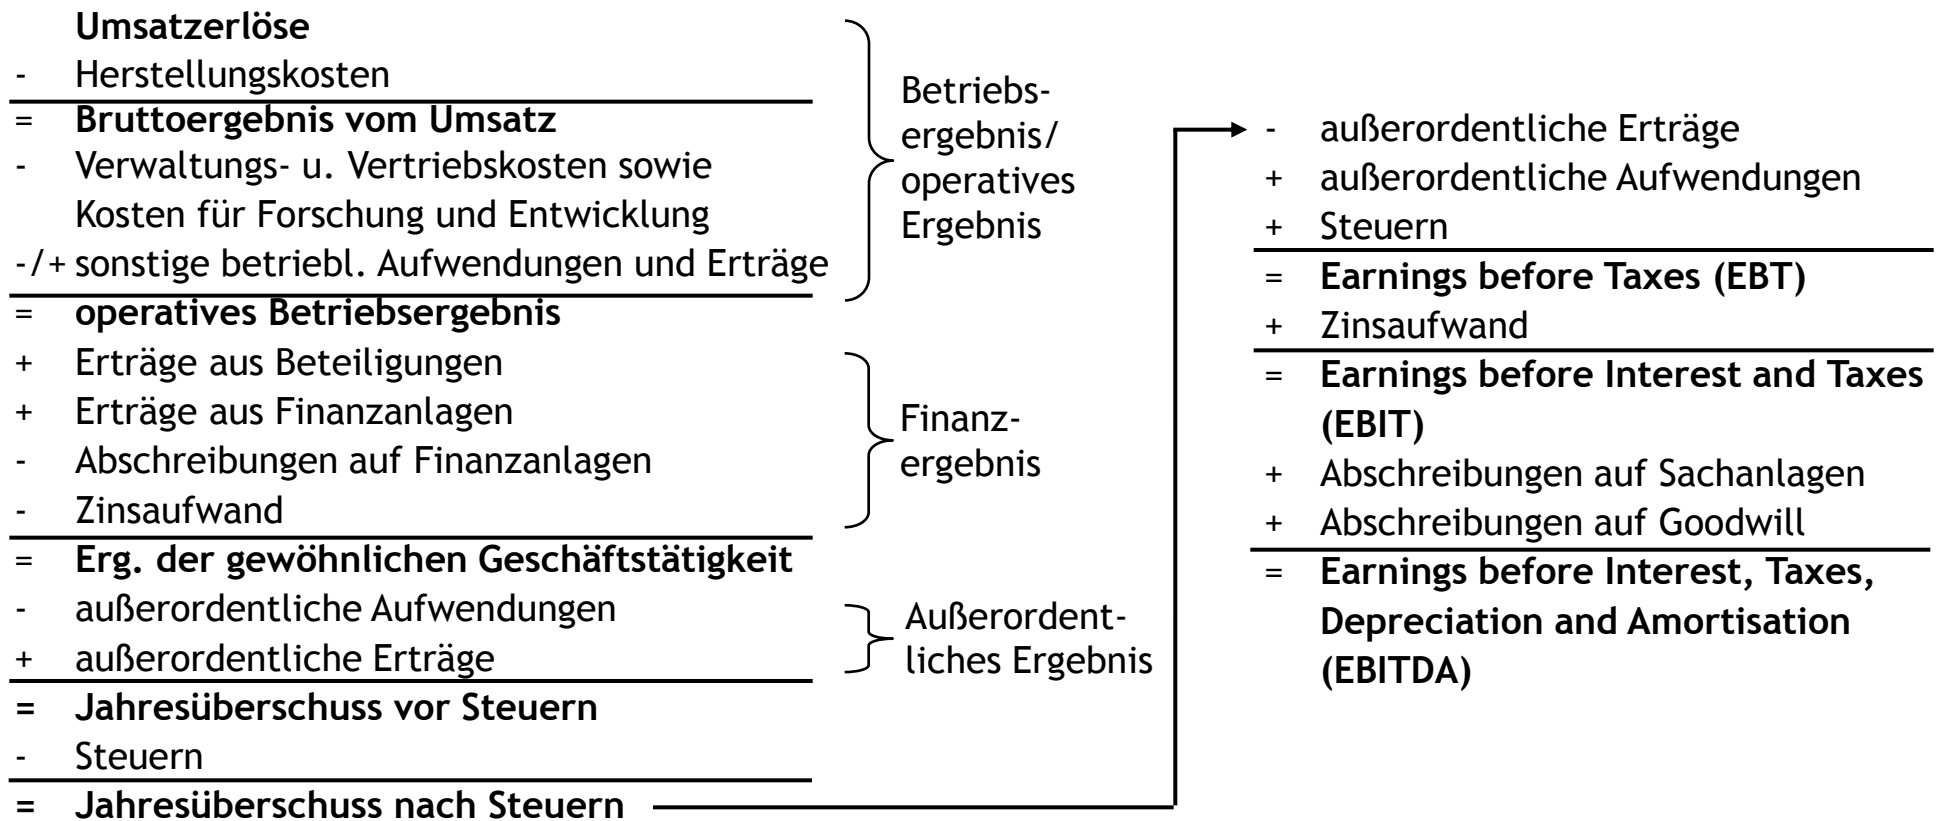 Umsatzerlöse
- Herstellungskosten
= Bruttoergebnis vom Umsatz
- Verwaltungs- u. Vertriebskosten sowie
Kosten für Forschung und Entwicklung
-/+ sonstige betriebl. Aufwendungen und Erträge
= operatives Betriebsergebnis
+ Erträge aus Beteiligungen
+ Erträge aus Finanzanlagen
- Abschreibungen auf Finanzanlagen
- Zinsaufwand
= Erg. der gewöhnlichen Geschäftstätigkeit
- außerordentliche Aufwendungen
+ außerordentliche Erträge
= Jahresüberschuss vor Steuern
- Steuern
= Jahresüberschuss nach Steuern
Betriebs-
ergebnis/
operatives
Ergebnis
Finanz-
ergebnis
Außerordent-
liches Ergebnis
- außerordentliche Erträge
+ außerordentliche Aufwendungen
+ Steuern
= Earnings before Taxes (EBT)
+ Zinsaufwand
= Earnings before Interest and Taxes
(EBIT)
+ Abschreibungen auf Sachanlagen
+ Abschreibungen auf Goodwill
= Earnings before Interest, Taxes,
Depreciation and Amortisation
(EBITDA)